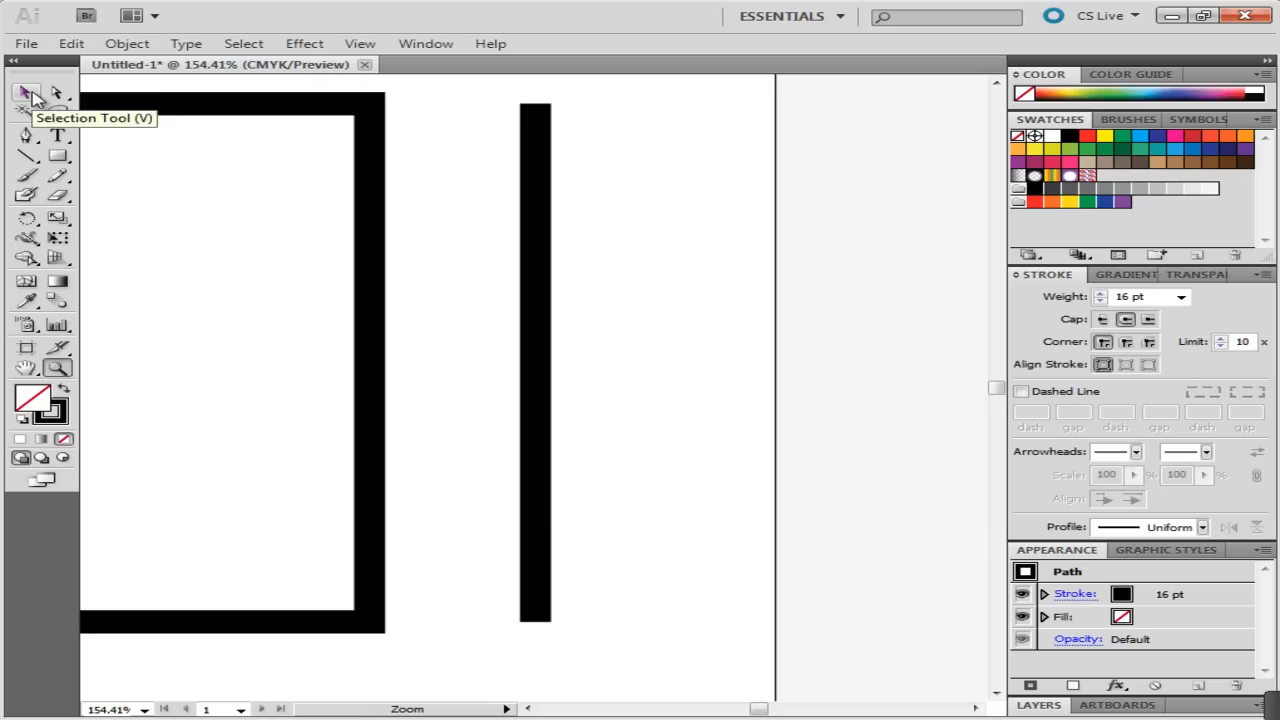 Ai Br ESSENTIALS CS Live
File Edit Object Type Select Effect View Window Help
Untitled-1* @ 154.41% (CMYK/Preview)
Selection Tool (V)
T
COLOR COLOR GUIDE
SWATCHES BRUSHES SYMBOLS
STROKE GRADIENT TRANSPA
Weight: 16 pt
Cap:
Corner: Limit: 10 x
Align Stroke:
Dashed Line
dash gap dash gap dash gap
Arrowheads:
Scale: 100 % 100 %
Align:
Profile: Uniform
APPEARANCE GRAPHIC STYLES
Path
Stroke: 16 pt
Fill:
Opacity: Default
fx
LAYERS ARTBOARDS
154.41% 1 Zoom